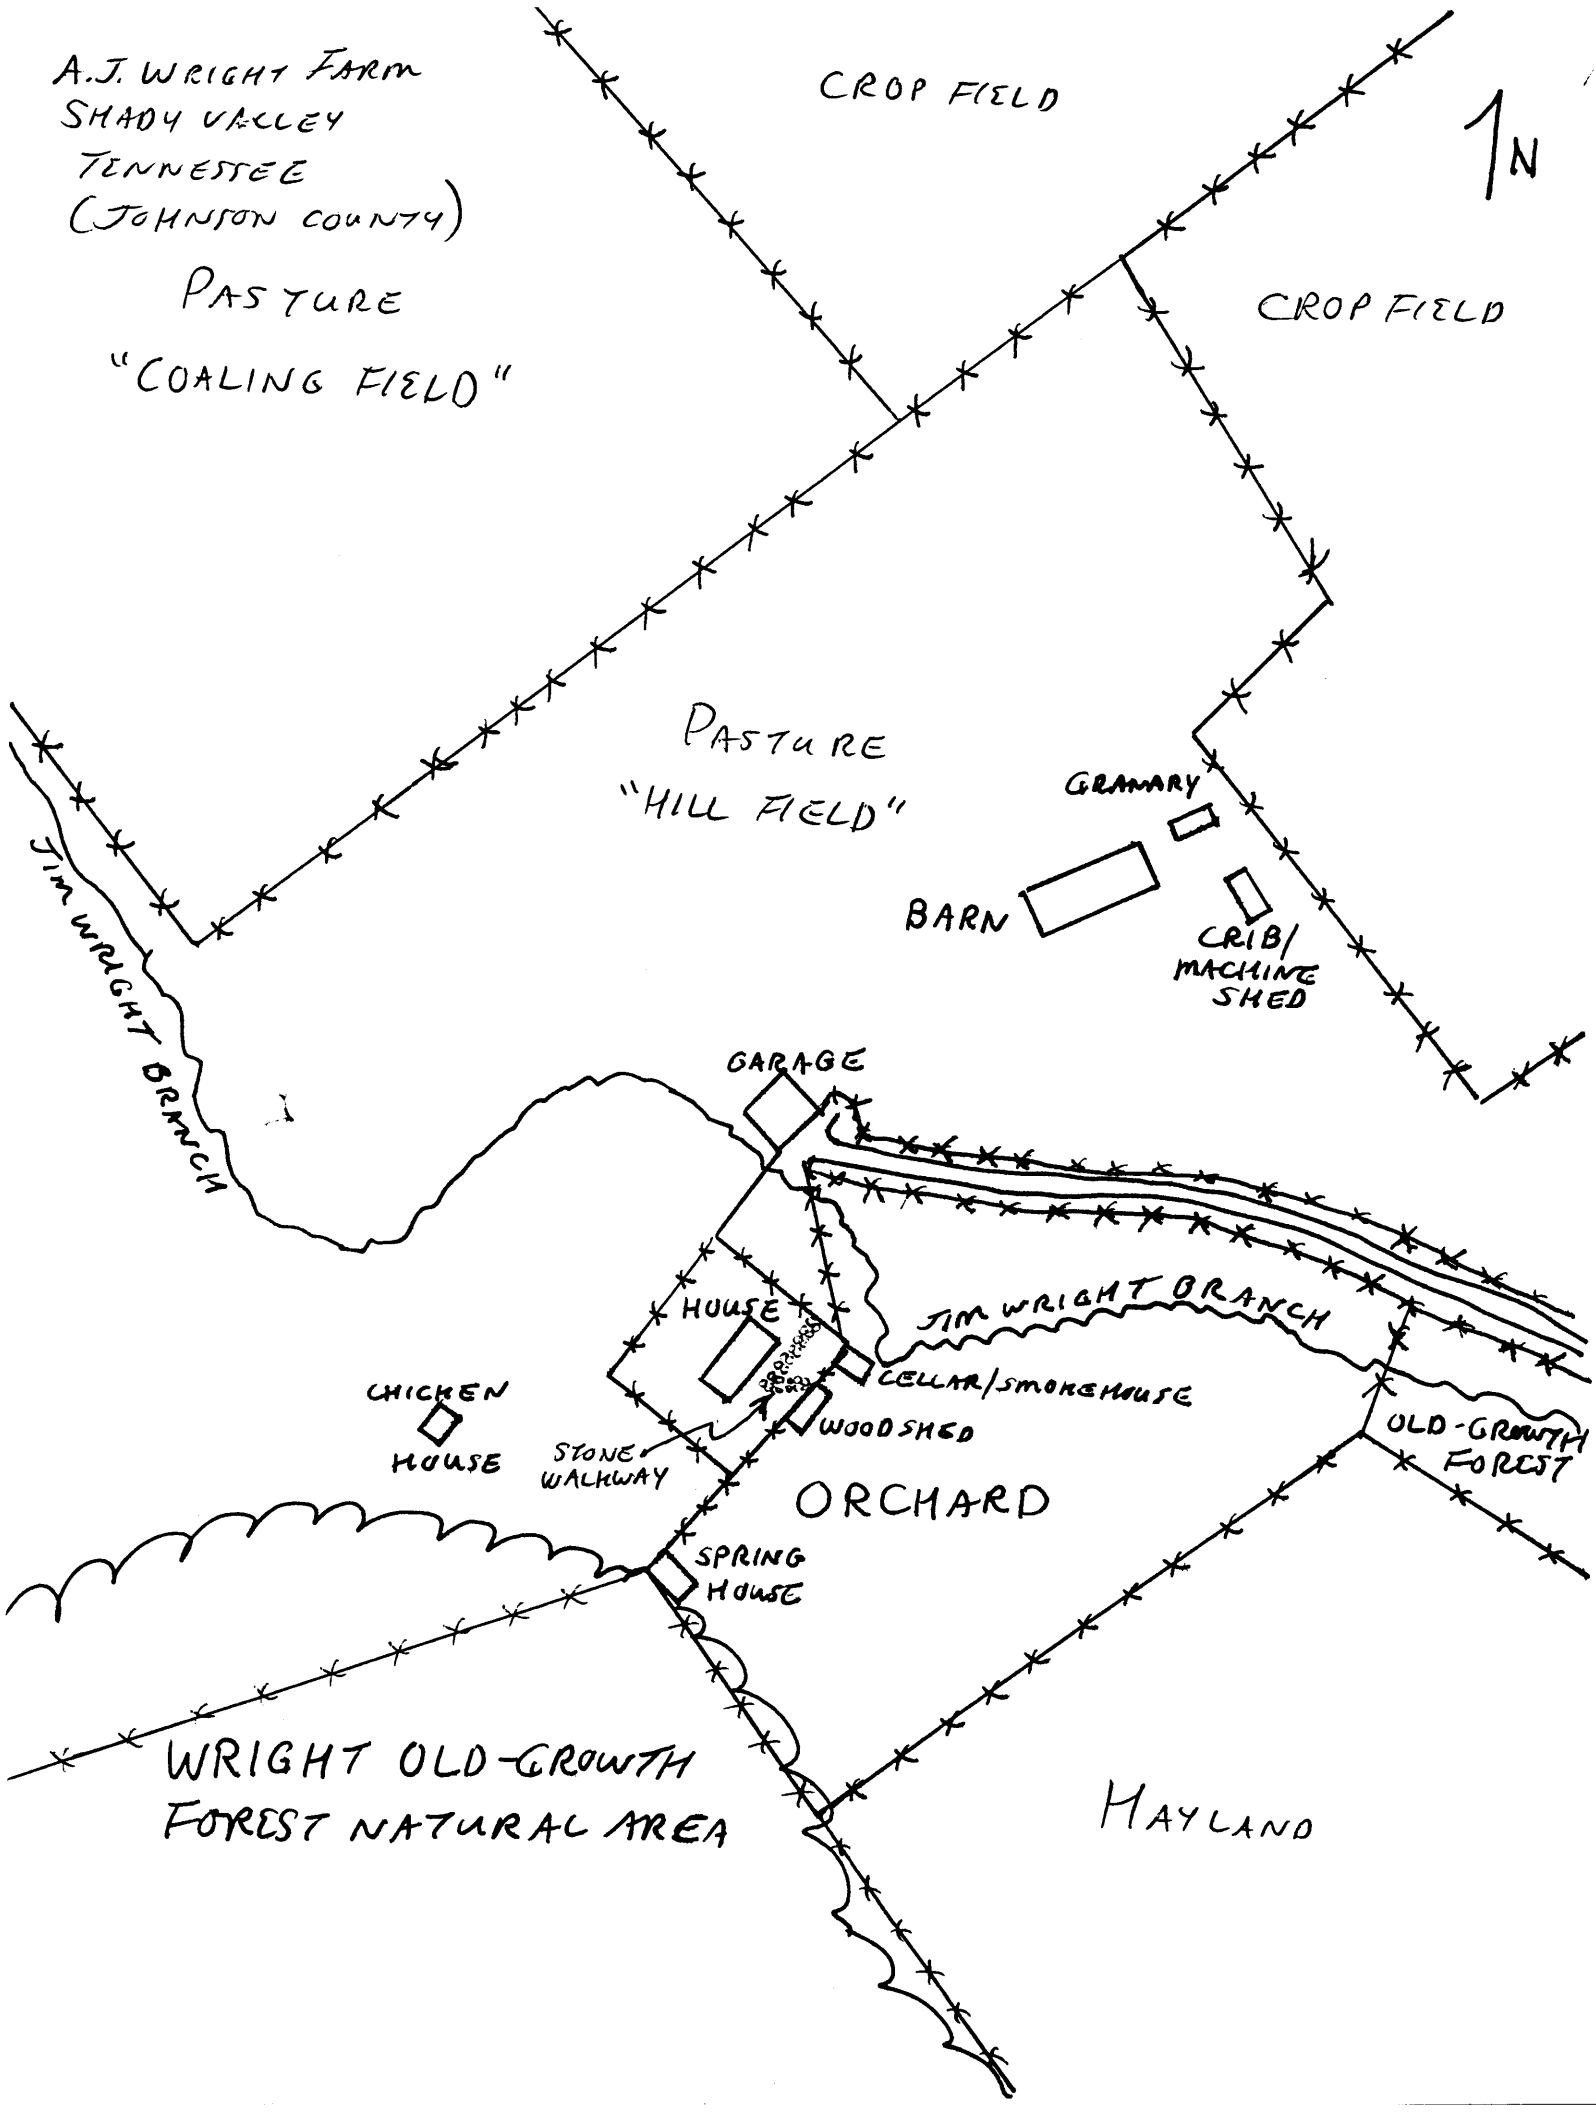 A.J. WRIGHT FARM
SHADY VALLEY
TENNESSEE
(JOHNSON COUNTY)
CROP FIELD
N
PASTURE
"COALING FIELD"
CROP FIELD
PASTURE
"HILL FIELD"
GRANARY
BARN
CRIB/
MACHINE
SHED
JIM WRIGHT BRANCH
GARAGE
HOUSE
JIM WRIGHT BRANCH
CELLAR/SMOKEHOUSE
CHICKEN
HOUSE
WOODSHED
STONE
WALKWAY
OLD-GROWTH
FOREST
ORCHARD
SPRING
HOUSE
WRIGHT OLD-GROWTH
FOREST NATURAL AREA
HAYLAND